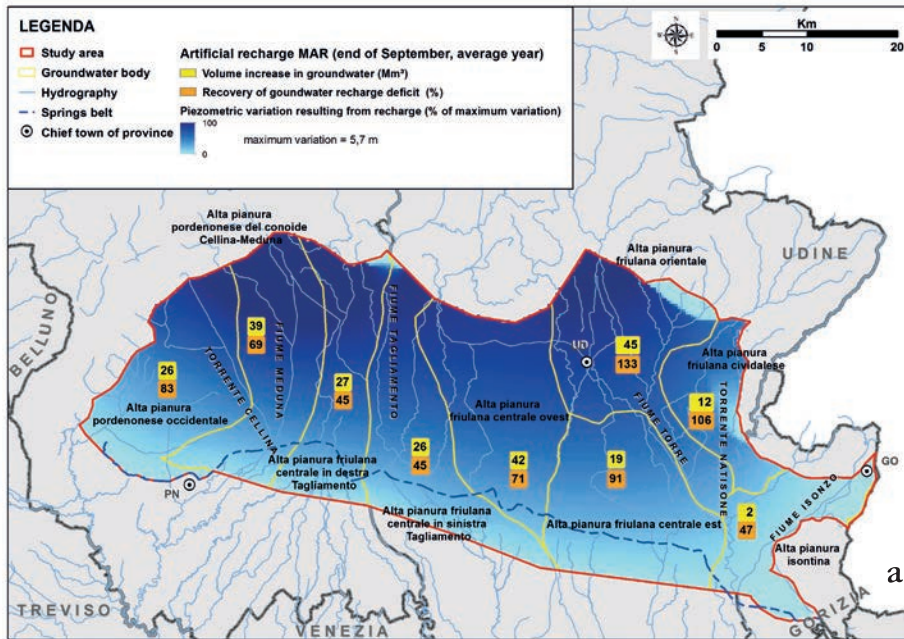 LEGENDA
Study area
Groundwater body
Hydrography
Springs belt
Chief town of province
Artificial recharge MAR (end of September, average year)
Volume increase in groundwater (Mm³)
Recovery of goundwater recharge deficit (%)
Piezometric variation resulting from recharge (% of maximum variation)
100
0
maximum variation = 5,7 m
N
S
Km
0 5 10 20
Alta pianura
pordenonese del conoide
Cellina-Meduna
Alta pianura
friulana orientale
UDINE
BELLUNO
39
69
FIUME MEDUNA
FIUME TAGLIAMENTO
UD
45
133
Alta pianura
friulana cividalese
26
83
TORRENTE CELLINA
27
45
Alta pianura
pordenonese occidentale
Alta pianura
friulana centrale ovest
FIUME TORRE
TORRENTE NATISONE
12
106
26
45
42
71
19
91
Alta pianura friulana
centrale in destra
Tagliamento
PN
GO
FIUME ISONZO
2
47
Alta pianura friulana
centrale in sinistra
Tagliamento
Alta pianura friulana centrale est
Alta pianura
isontina
a
TREVISO
VENEZIA
GORIZIA